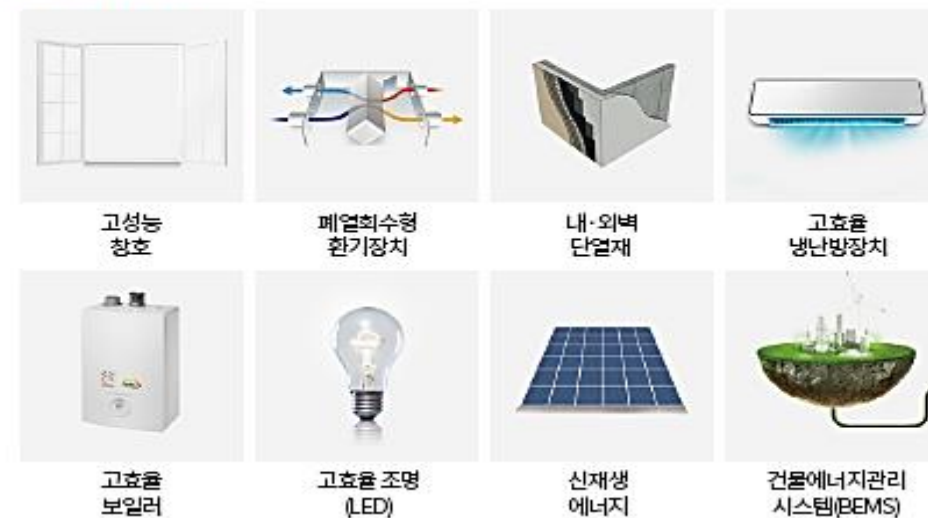 고성능
창호
폐열회수형
환기장치
내·외벽
단열재
고효율
냉난방장치
고효율
보일러
고효율 조명
(LED)
신재생
에너지
건물에너지관리
시스템(BEMS)